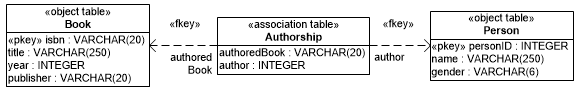 «object table»
Book
«pkey» isbn : VARCHAR(20)
title : VARCHAR(250)
year : INTEGER
publisher : VARCHAR(20)
«fkey»
authored
Book
«association table»
Authorship
authoredBook : VARCHAR(20)
author : INTEGER
«fkey»
author
«object table»
Person
«pkey» personID : INTEGER
name : VARCHAR(250)
gender : VARCHAR(6)